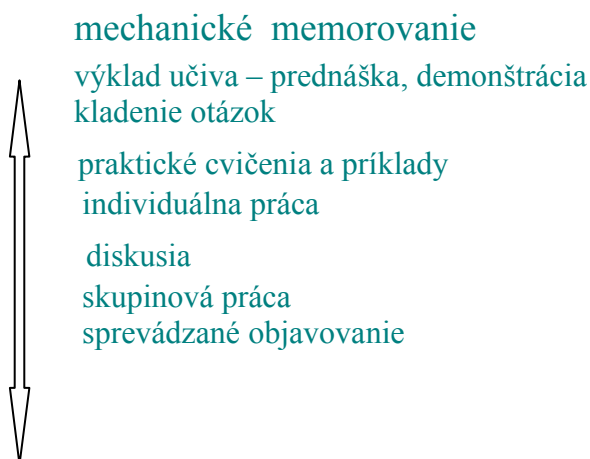 mechanické memorovanie
výklad učiva – prednáška, demonštrácia
kladenie otázok
praktické cvičenia a príklady
individuálna práca
diskusia
skupinová práca
sprevádzané objavovanie